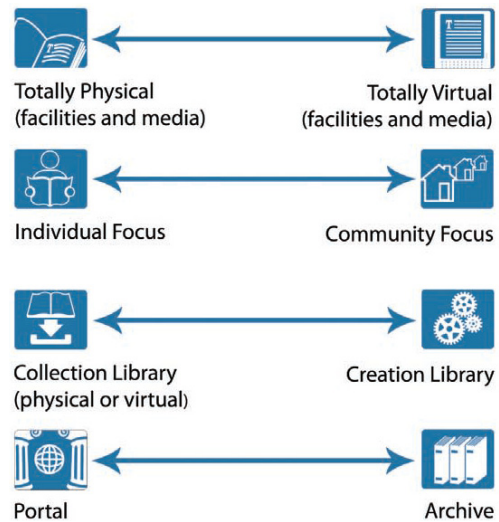 Totally Physical
(facilities and media)
Totally Virtual
(facilities and media)
Individual Focus
Community Focus
Collection Library
(physical or virtual)
Creation Library
Portal
Archive